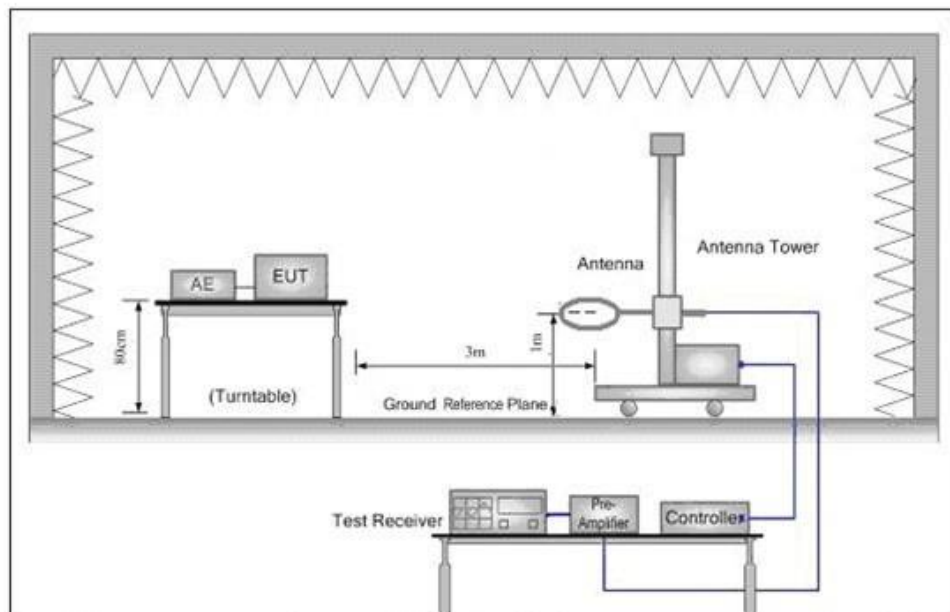 Antenna Tower
Antenna
EUT
AE
80cm
1m
3m
(Turntable)
Ground Reference Plane
Test Receiver
Pre-
Amplifier
Controller